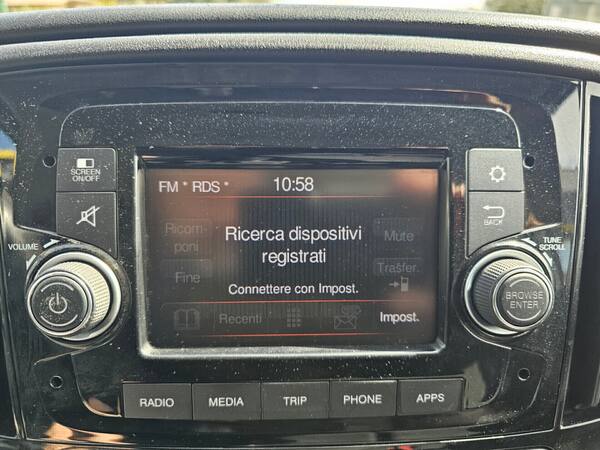 SCREEN
ON/OFF
VOLUME
FM * RDS *
10:58
Ricom-
poni
Ricerca dispositivi
registrati
Mute
Fine
Trasfer.
Connettere con Impost.
Recenti
Impost.
BACK
TUNE
SCROLL
BROWSE
ENTER
RADIO
MEDIA
TRIP
PHONE
APPS